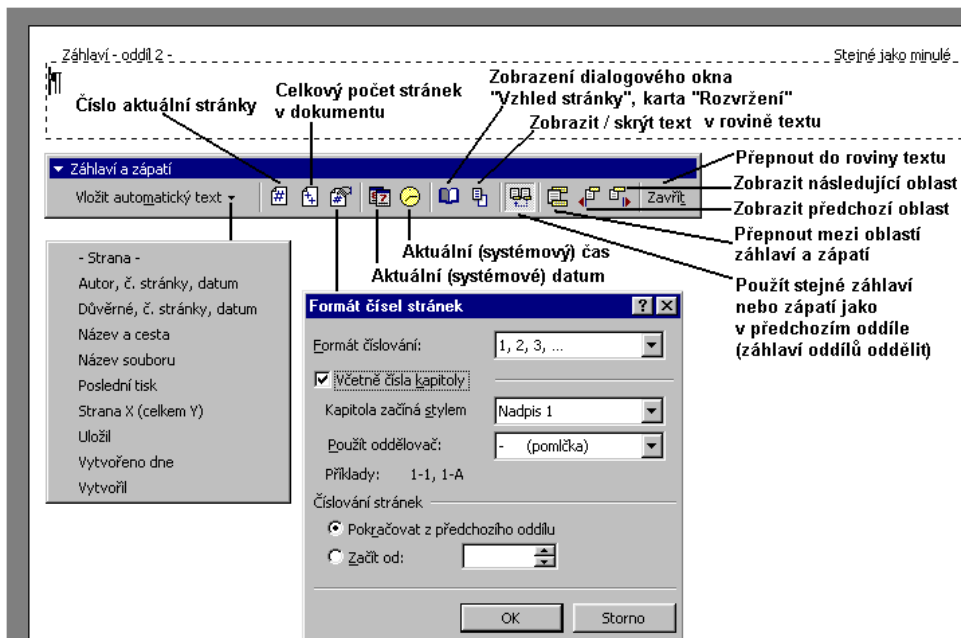 Záhlaví - oddíl 2 -
Stejné jako minulé
¶
Číslo aktuální stránky
Celkový počet stránek
v dokumentu
Zobrazení dialogového okna
"Vzhled stránky", karta "Rozvržení"
Zobrazit / skrýt text v rovině textu
Záhlaví a zápatí
Vložit automatický text
Zavřít
Přepnout do roviny textu
Zobrazit následující oblast
Zobrazit předchozí oblast
Přepnout mezi oblastí
záhlaví a zápatí
Použít stejné záhlaví
nebo zápatí jako
v předchozím oddíle
(záhlaví oddílů oddělit)
Aktuální (systémový) čas
Aktuální (systémové) datum
- Strana -
Autor, č. stránky, datum
Důvěrné, č. stránky, datum
Název a cesta
Název souboru
Poslední tisk
Strana X (celkem Y)
Uložil
Vytvořeno dne
Vytvořil
Formát čísel stránek
Formát číslování:
1, 2, 3, ...
Včetně čísla kapitoly
Kapitola začíná stylem
Nadpis 1
Použít oddělovač:
- (pomlčka)
Příklady: 1-1, 1-A
Číslování stránek
Pokračovat z předchozího oddílu
Začít od:
OK
Storno